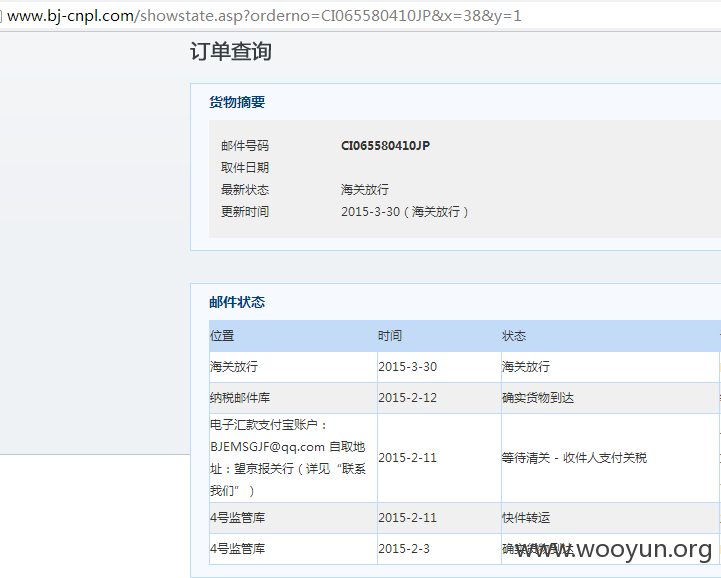 www.bj-cnpl.com/showstate.asp?orderno=CI065580410JP&x=38&y=1
订单查询
货物摘要
邮件号码 CI065580410JP
取件日期
最新状态 海关放行
更新时间 2015-3-30（海关放行）
邮件状态
位置 时间 状态
海关放行 2015-3-30 海关放行
纳税邮件库 2015-2-12 确实货物到达
电子汇款支付宝账户：
BJEMSGJF@qq.com 自取地
址：望京报关行（详见“联系
我们”） 2015-2-11 等待清关 - 收件人支付关税
4号监管库 2015-2-11 快件转运
4号监管库 2015-2-3 确实货物到达
www.wooyun.org